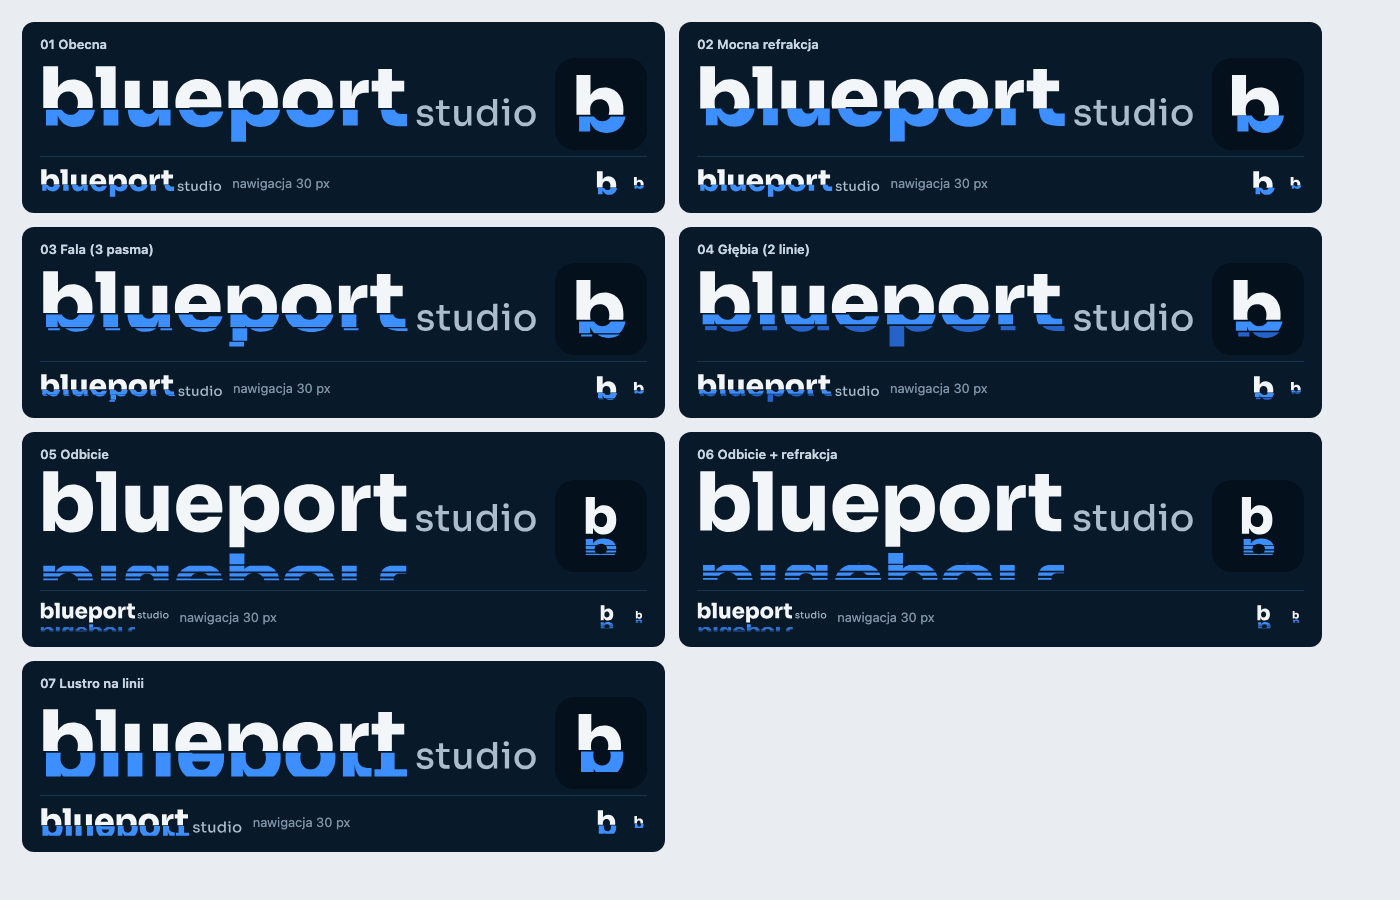 01 Obecna
blueport studio
b
blueport studio nawigacja 30 px
b b
02 Mocna refrakcja
blueport studio
b
blueport studio nawigacja 30 px
b b
03 Fala (3 pasma)
blueport studio
b
blueport studio nawigacja 30 px
b b
04 Głębia (2 linie)
blueport studio
b
blueport studio nawigacja 30 px
b b
05 Odbicie
blueport studio
b
blueport studio nawigacja 30 px
b b
06 Odbicie + refrakcja
blueport studio
b
blueport studio nawigacja 30 px
b b
07 Lustro na linii
blueport studio
b
blueport studio nawigacja 30 px
b b